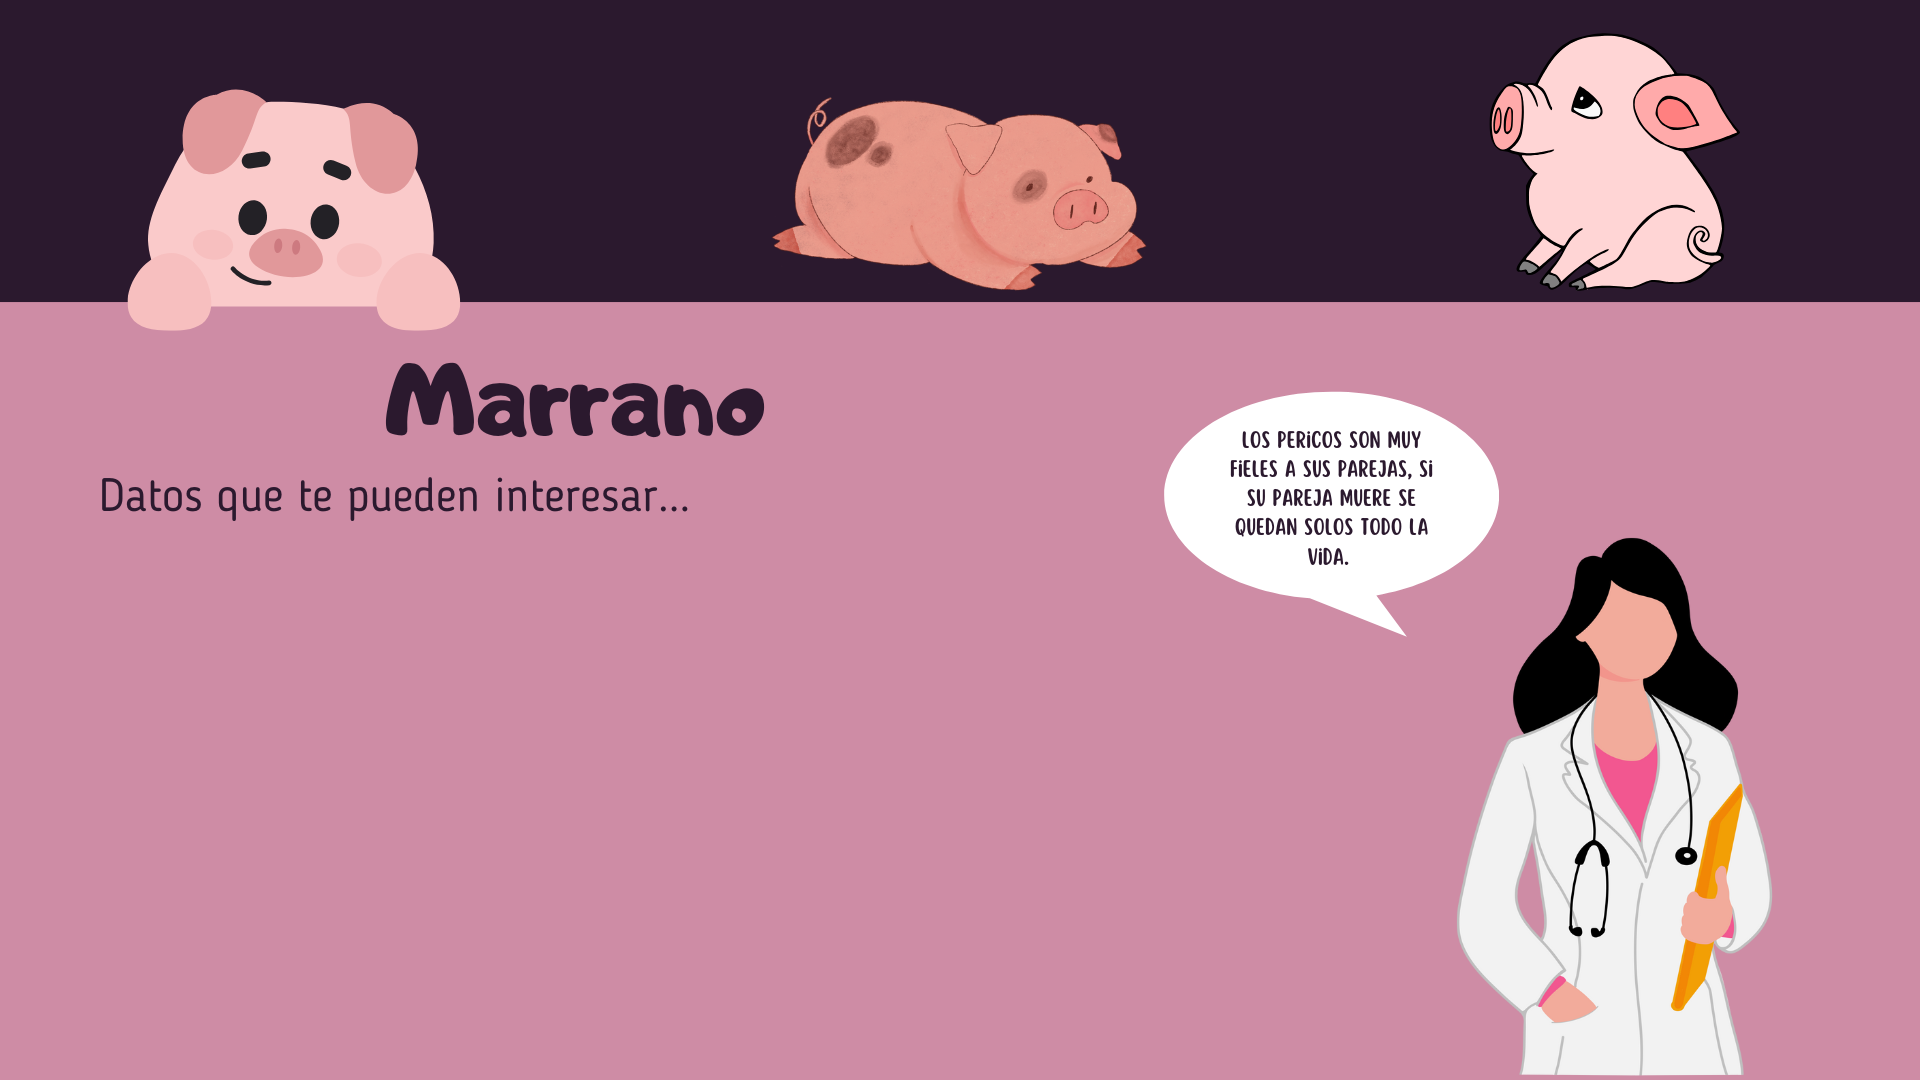 Marrano
Datos que te pueden interesar...
LOS PERICOS SON MUY
FIELES A SUS PAREJAS, SI
SU PAREJA MUERE SE
QUEDAN SOLOS TODO LA
VIDA.